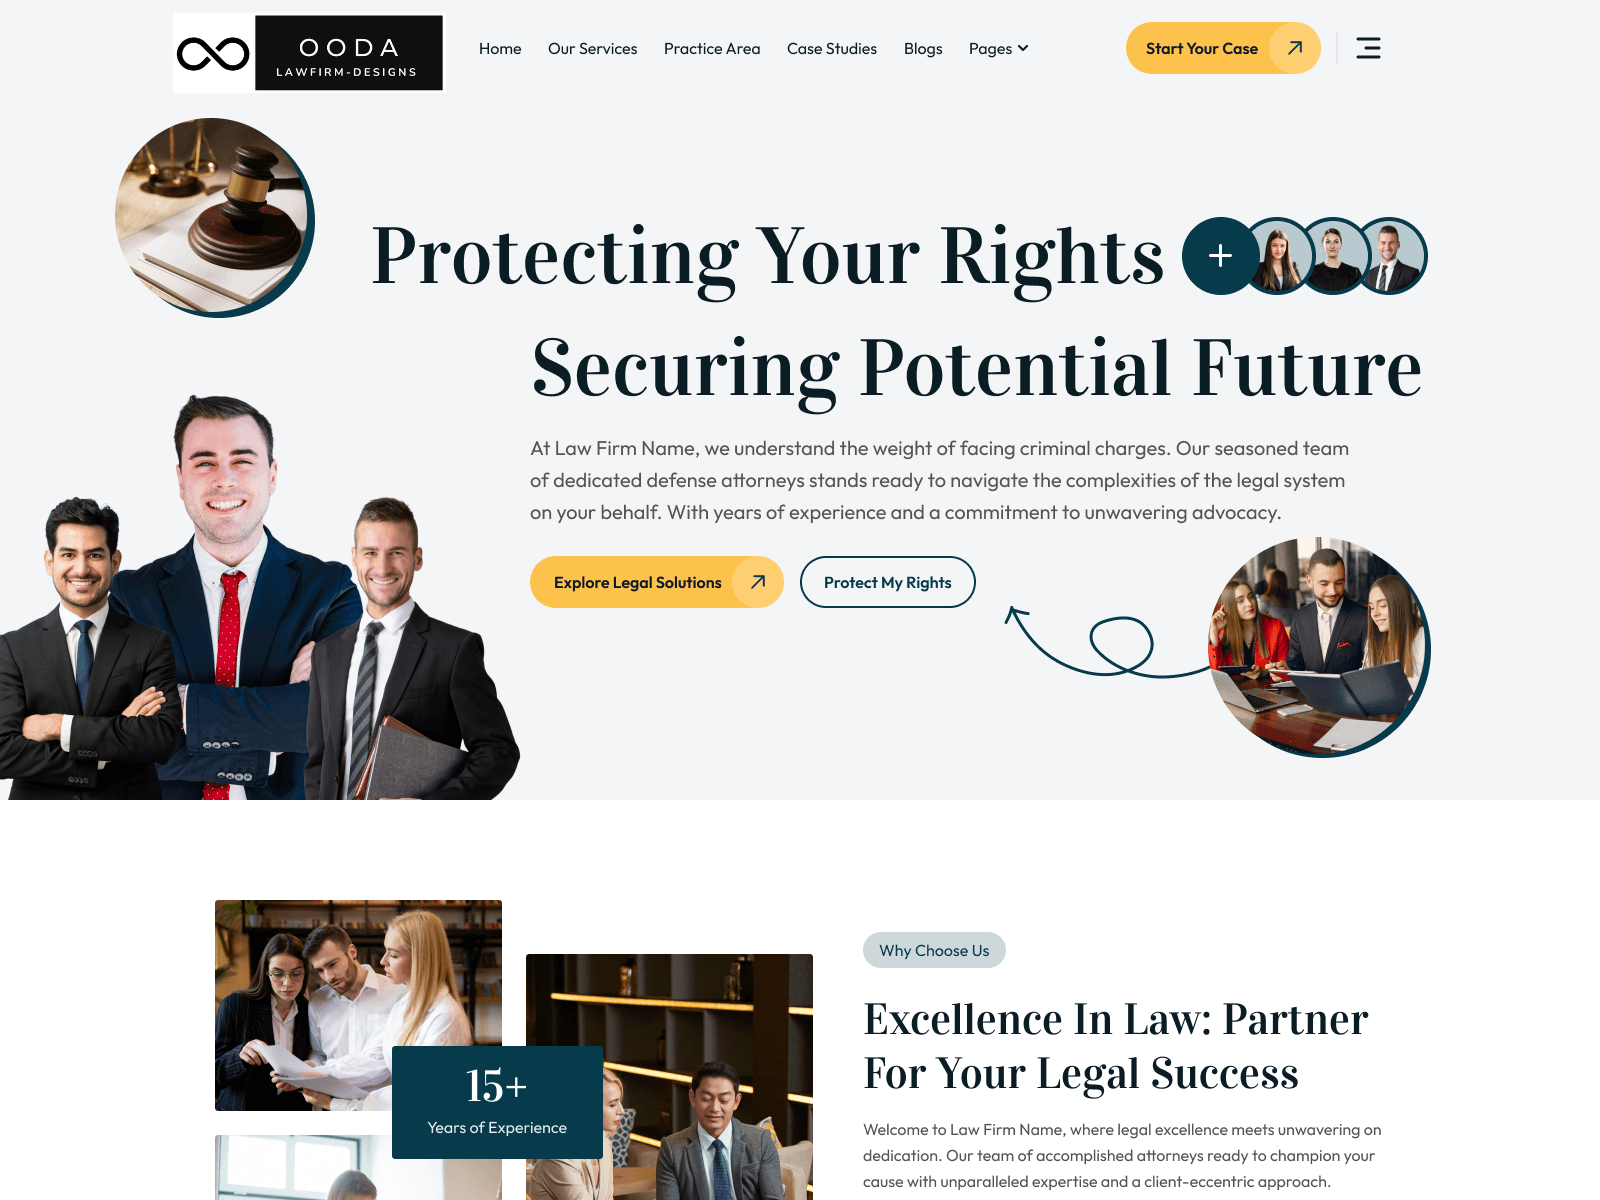 OODA
LAWFIRM-DESIGNS
Home
Our Services
Practice Area
Case Studies
Blogs
Pages
Start Your Case
Protecting Your Rights
Securing Potential Future
At Law Firm Name, we understand the weight of facing criminal charges. Our seasoned team
of dedicated defense attorneys stands ready to navigate the complexities of the legal system
on your behalf. With years of experience and a commitment to unwavering advocacy.
Explore Legal Solutions
Protect My Rights
15+
Years of Experience
Why Choose Us
Excellence In Law: Partner
For Your Legal Success
Welcome to Law Firm Name, where legal excellence meets unwavering on
dedication. Our team of accomplished attorneys ready to champion your
cause with unparalleled expertise and a client-eccentric approach.